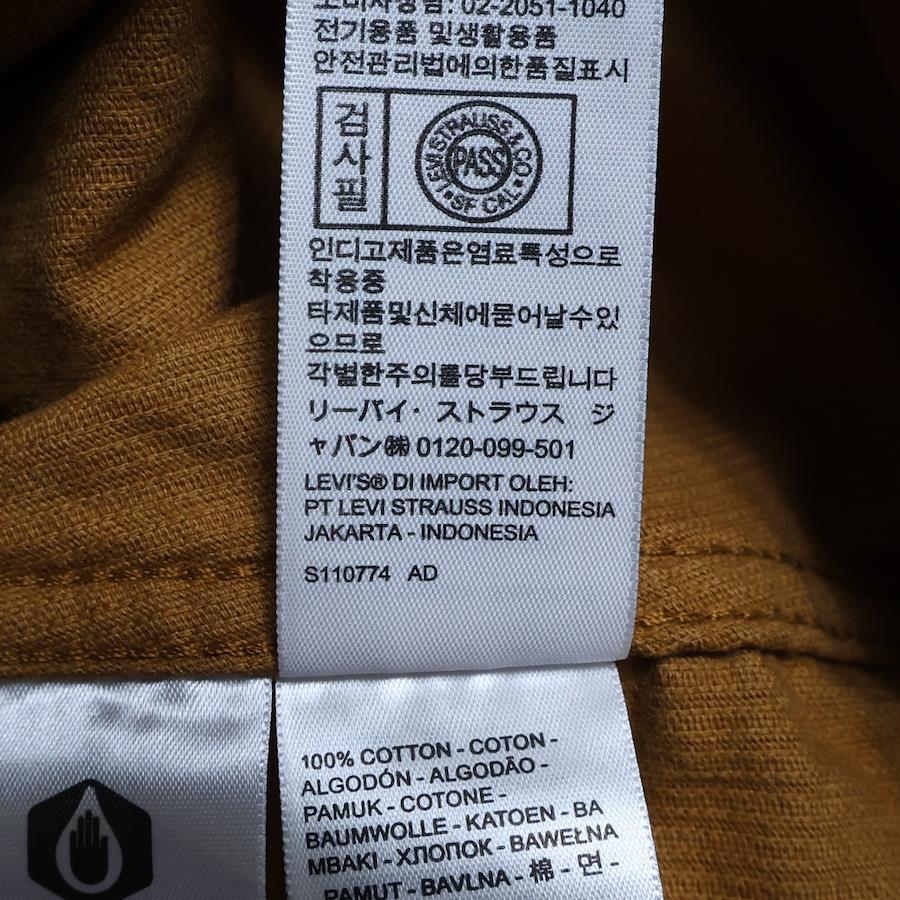 소비자상담: 02-2051-1040
전기용품 및생활용품
안전관리법에의한품질표시
검사필
LEVI STRAUSS & CO
PASS
SF CAL
인디고제품은염료특성으로
착용중
타제품및신체에묻어날수있
으므로
각별한주의를당부드립니다
リーバイ・ストラウス ジ
ャパン㈱ 0120-099-501
LEVI'S® DI IMPORT OLEH:
PT LEVI STRAUSS INDONESIA
JAKARTA - INDONESIA
S110774 AD
100% COTTON - COTON -
ALGODÓN - ALGODÃO -
PAMUK - COTONE -
BAUMWOLLE - KATOEN - BA
MBAKI - ХЛОПОК - BAWEŁNA
PAMUT - BAVLNA - 棉 - 면 -